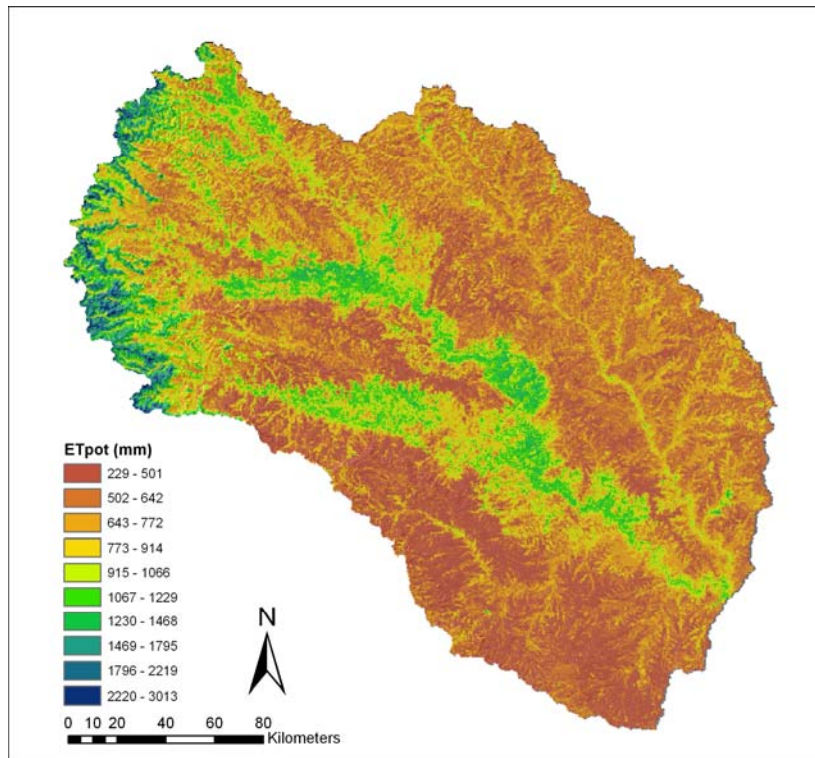 ETpot (mm)
229 - 501
502 - 642
643 - 772
773 - 914
915 - 1066
1067 - 1229
1230 - 1468
1469 - 1795
1796 - 2219
2220 - 3013
N
0 10 20 40 60 80
Kilometers